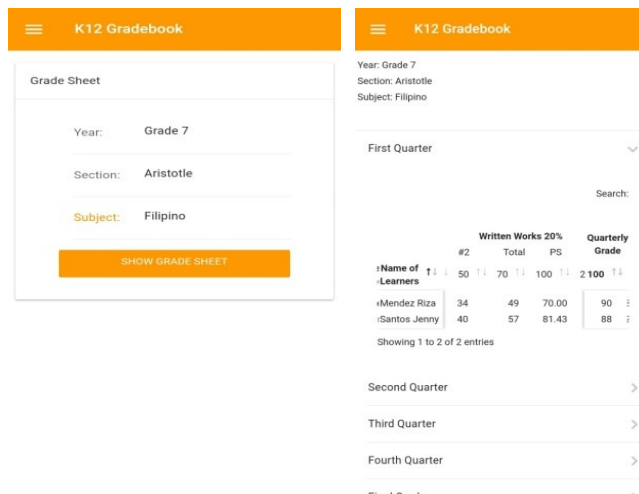 K12 Gradebook
Grade Sheet
Year: Grade 7
Section: Aristotle
Subject: Filipino
SHOW GRADE SHEET
K12 Gradebook
Year: Grade 7
Section: Aristotle
Subject: Filipino
First Quarter
Search:
Written Works 20% Quarterly
#2 Total PS Grade
Name of ↑↓ ↓ 50 ↑↓ 70 ↑↓ 100 ↑↓ 2 100 ↑↓
Learners
Mendez Riza 34 49 70.00 90
Santos Jenny 40 57 81.43 88
Showing 1 to 2 of 2 entries
Second Quarter
Third Quarter
Fourth Quarter